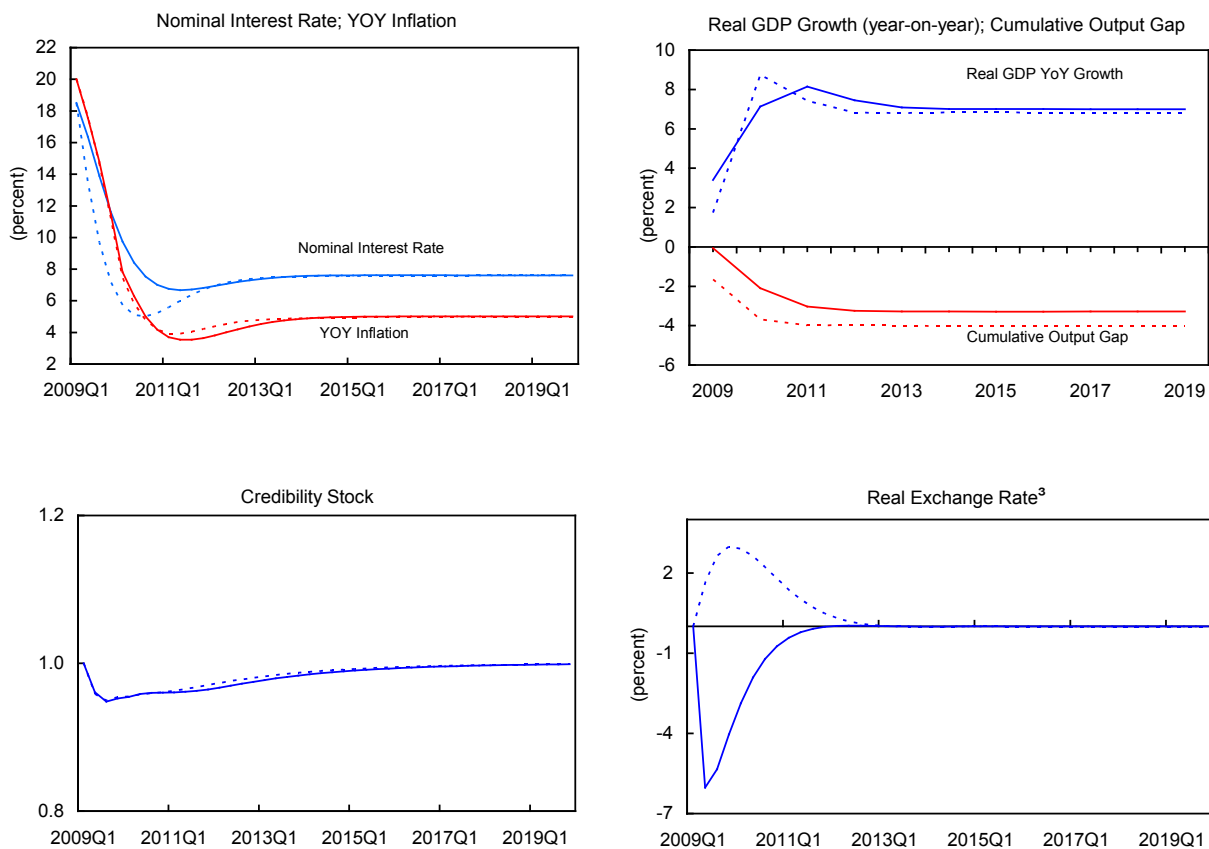 Nominal Interest Rate; YOY Inflation
22
20
18
16
14
12
10
8
6
4
2
(percent)
Nominal Interest Rate
YOY Inflation
2009Q1 2011Q1 2013Q1 2015Q1 2017Q1 2019Q1
Real GDP Growth (year-on-year); Cumulative Output Gap
10
8
6
4
2
0
-2
-4
-6
(percent)
Real GDP YoY Growth
Cumulative Output Gap
2009 2011 2013 2015 2017 2019
Credibility Stock
1.2
1.0
0.8
2009Q1 2011Q1 2013Q1 2015Q1 2017Q1 2019Q1
Real Exchange Rate³
2
-1
-4
-7
(percent)
2009Q1 2011Q1 2013Q1 2015Q1 2017Q1 2019Q1